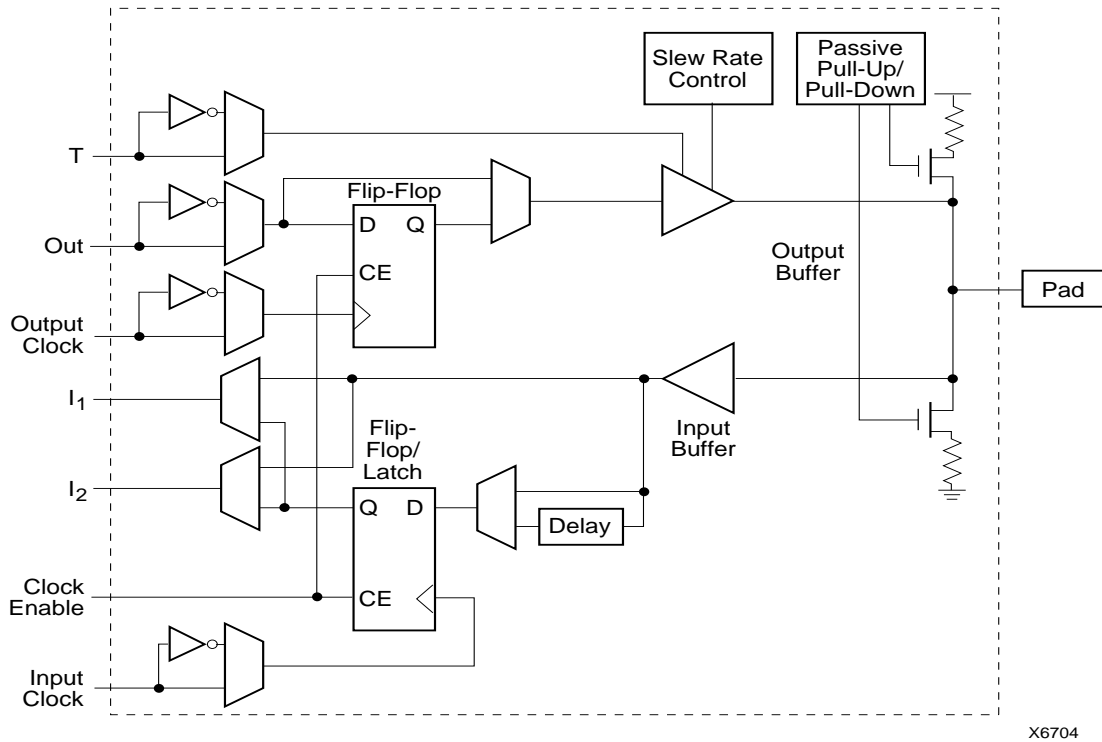 Slew Rate
Control
Passive
Pull-Up/
Pull-Down
T
Flip-Flop
D
Q
Out
CE
Output
Buffer
Pad
Output
Clock
I1
Flip-
Flop/
Latch
Input
Buffer
I2
Q
D
Delay
Clock
Enable
CE
Input
Clock
X6704